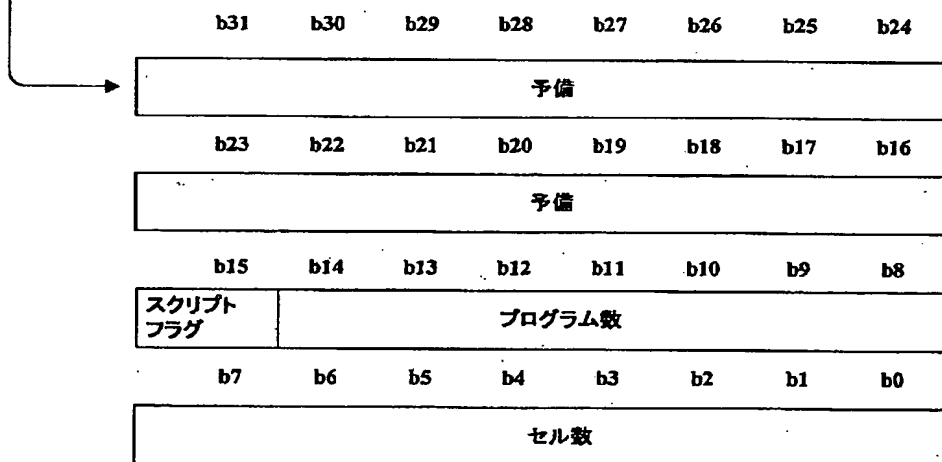 b31 b30 b29 b28 b27 b26 b25 b24
予備
b23 b22 b21 b20 b19 b18 b17 b16
予備
b15 b14 b13 b12 b11 b10 b9 b8
スクリプト
フラグ
プログラム数
b7 b6 b5 b4 b3 b2 b1 b0
セル数